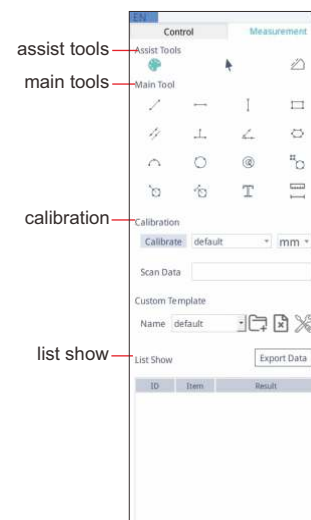 EN
Control Measurement
assist tools Assist Tools
main tools Main Tool
T
calibration Calibration
Calibrate default mm
Scan Data
Custom Template
Name default
list show List Show Export Data
ID Item Result